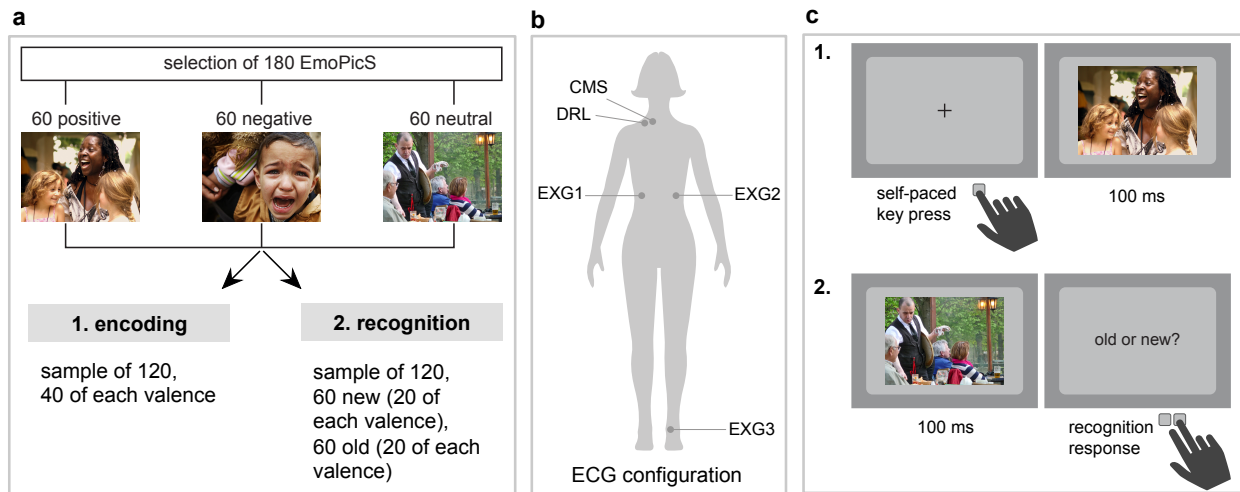 a
selection of 180 EmoPicS
60 positive
60 negative
60 neutral
1. encoding
sample of 120,
40 of each valence
2. recognition
sample of 120,
60 new (20 of
each valence),
60 old (20 of each
valence)
b
CMS
DRL
EXG1
EXG2
EXG3
ECG configuration
c
1.
+
self-paced
key press
100 ms
2.
100 ms
old or new?
recognition
response